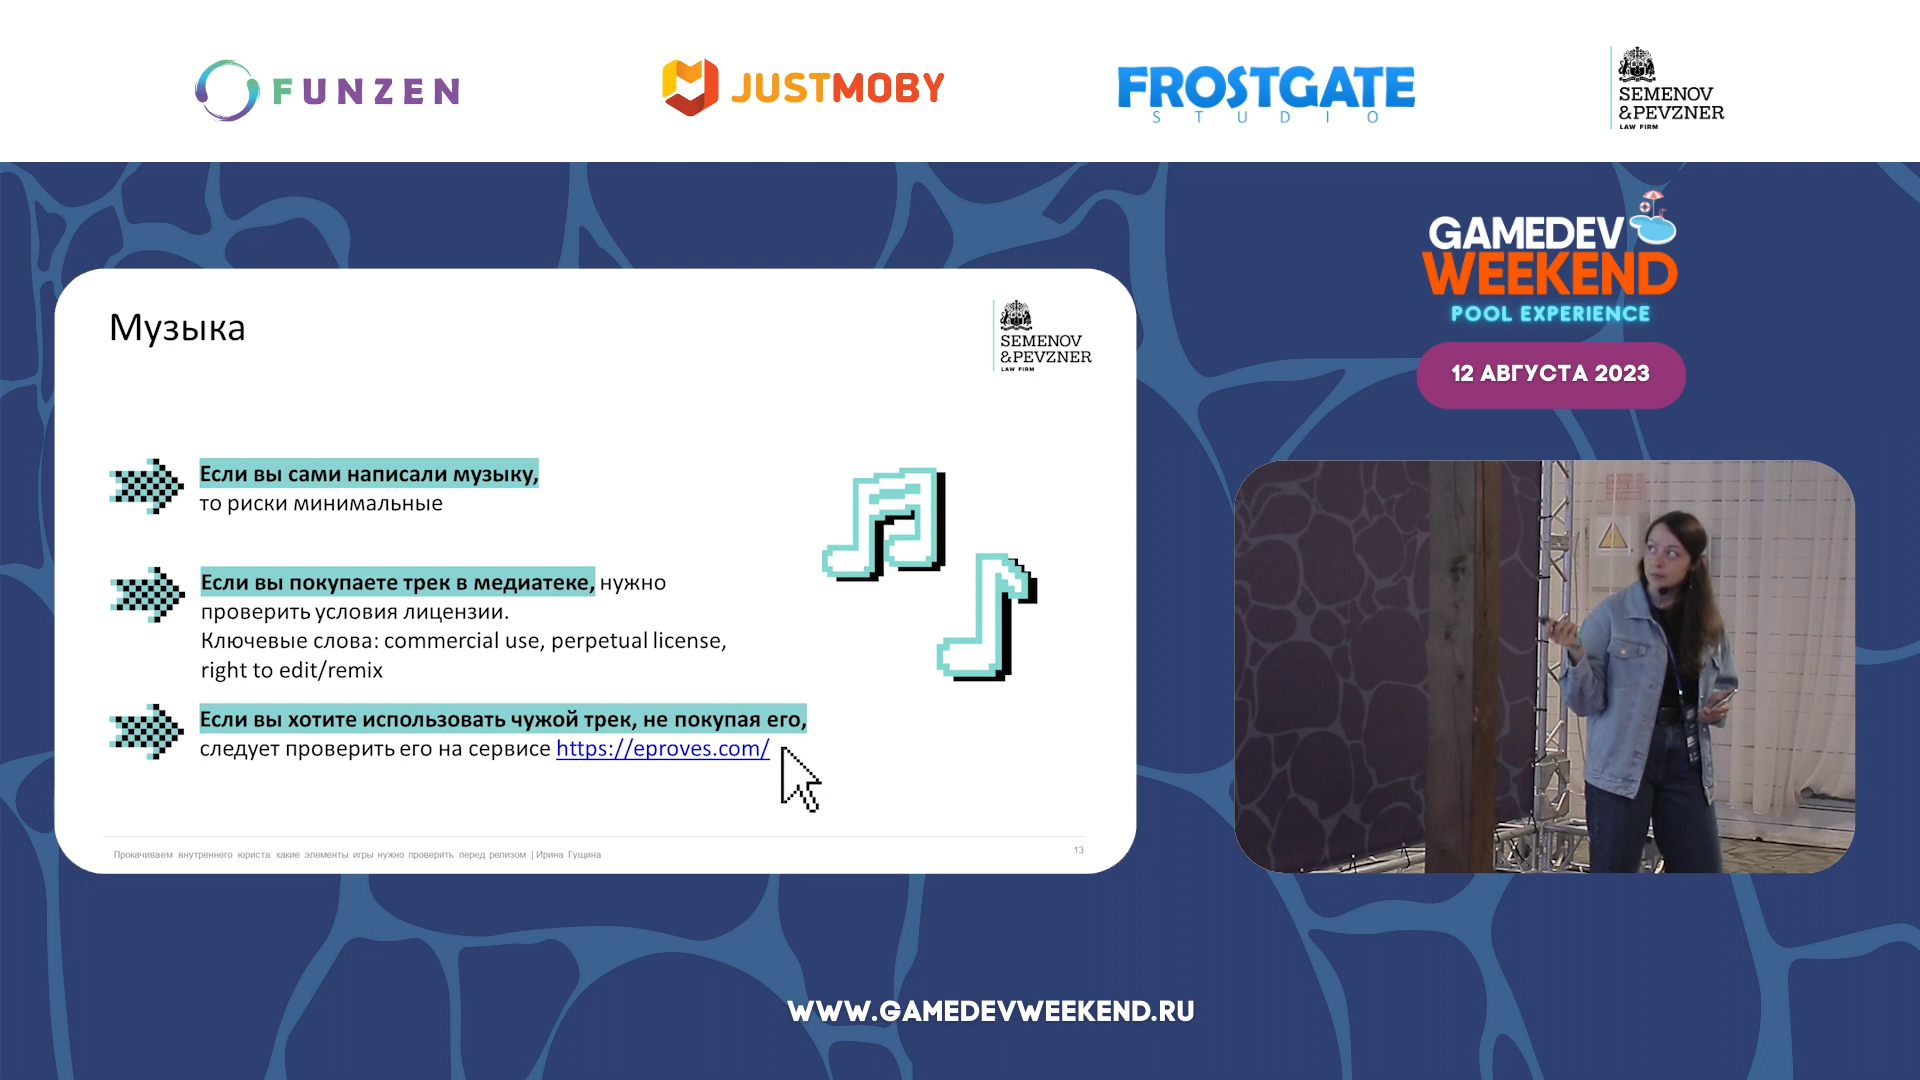 FUNZEN
JUSTMOBY
FROSTGATE
STUDIO
SEMENOV
&PEVZNER
LAW FIRM
GAMEDEV
WEEKEND
POOL EXPERIENCE
12 АВГУСТА 2023
Музыка
SEMENOV
&PEVZNER
LAW FIRM
Если вы сами написали музыку,
то риски минимальные
Если вы покупаете трек в медиатеке, нужно
проверить условия лицензии.
Ключевые слова: commercial use, perpetual license,
right to edit/remix
Если вы хотите использовать чужой трек, не покупая его,
следует проверить его на сервисе https://eproves.com/
Прокачиваем внутреннего юриста: какие элементы игры нужно проверить перед релизом | Ирина Гущина
13
WWW.GAMEDEVWEEKEND.RU